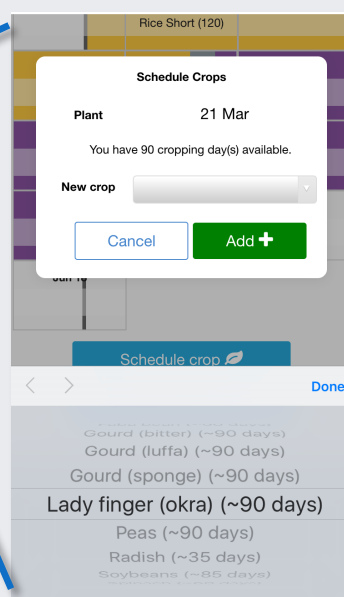 Rice Short (120)
Schedule Crops
Plant 21 Mar
You have 90 cropping day(s) available.
New crop
Cancel Add +
Schedule crop
Done
Gourd (bitter) (~90 days)
Gourd (luffa) (~90 days)
Gourd (sponge) (~90 days)
Lady finger (okra) (~90 days)
Peas (~90 days)
Radish (~35 days)
Soybeans (~85 days)